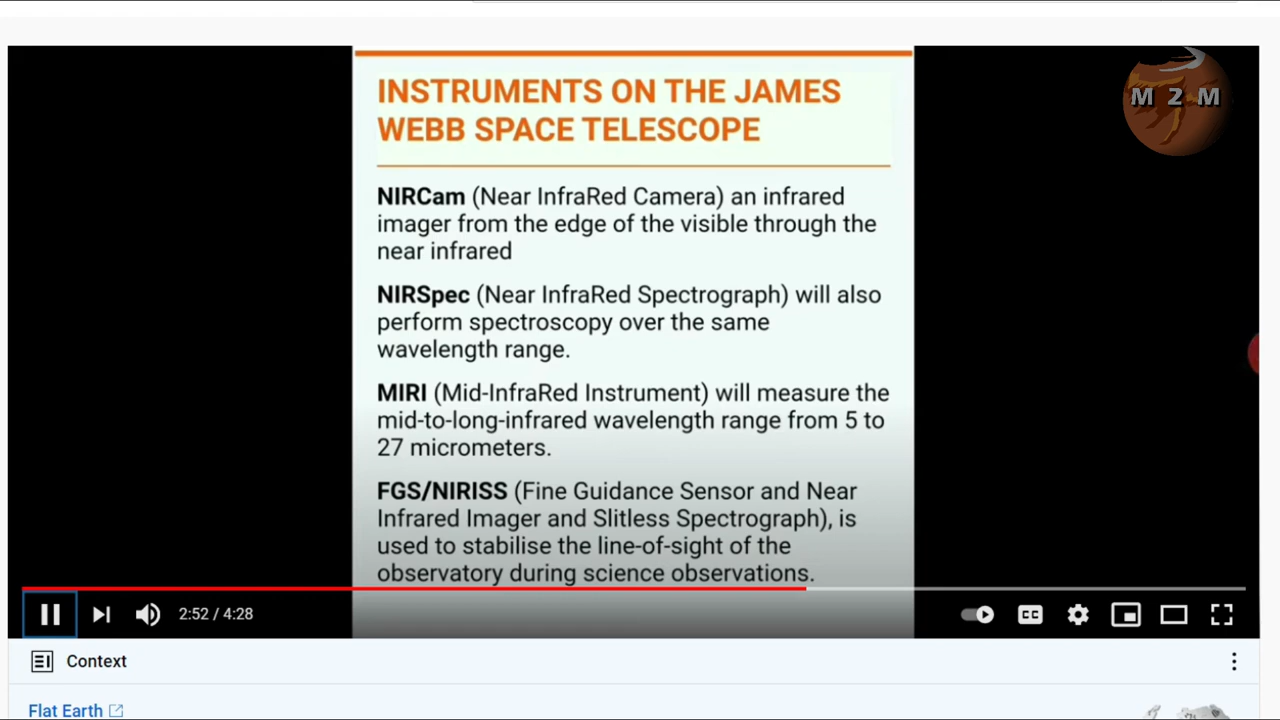 M 2 M
INSTRUMENTS ON THE JAMES
WEBB SPACE TELESCOPE
NIRCam (Near InfraRed Camera) an infrared
imager from the edge of the visible through the
near infrared
NIRSpec (Near InfraRed Spectrograph) will also
perform spectroscopy over the same
wavelength range.
MIRI (Mid-InfraRed Instrument) will measure the
mid-to-long-infrared wavelength range from 5 to
27 micrometers.
FGS/NIRISS (Fine Guidance Sensor and Near
Infrared Imager and Slitless Spectrograph), is
used to stabilise the line-of-sight of the
observatory during science observations.
2:52 / 4:28
CC
Context
Flat Earth